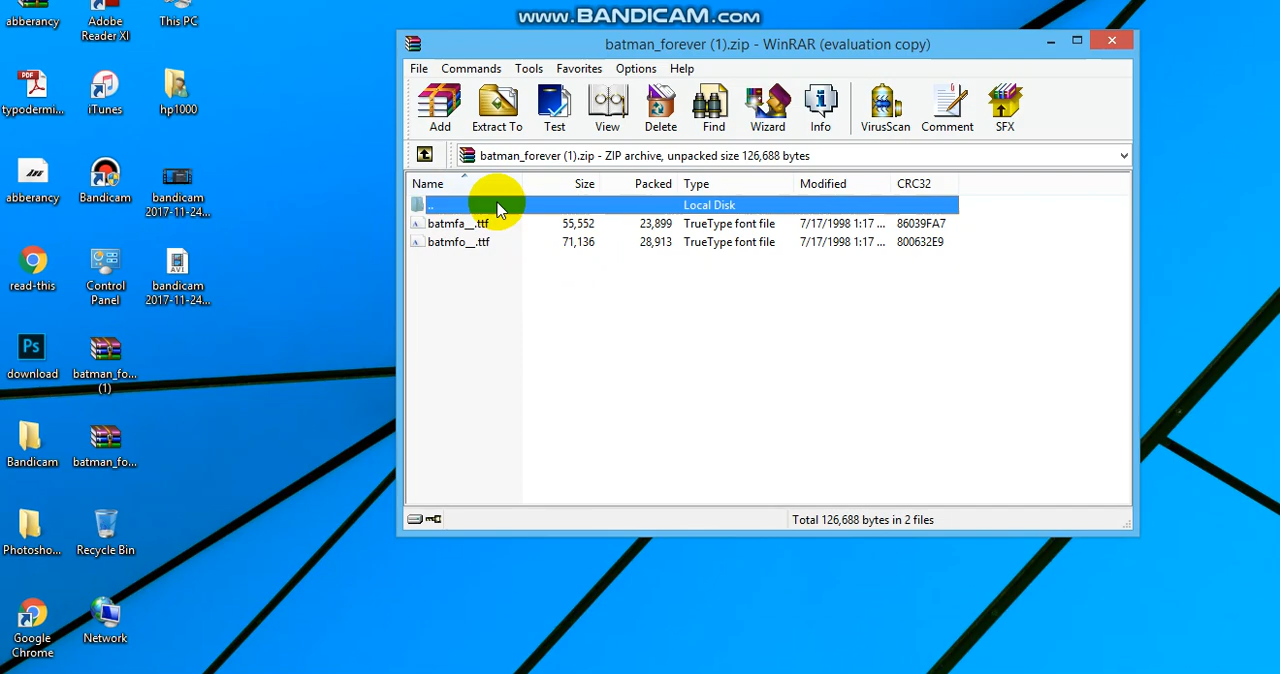 www.BANDICAM.com
abberancy
Adobe
Reader XI
This PC
typodermi...
iTunes
hp1000
abberancy
Bandicam
bandicam
2017-11-24...
read-this
Control
Panel
bandicam
2017-11-24...
download
batman_fo...
(1)
Bandicam
batman_fo...
Photosho...
Recycle Bin
Google
Chrome
Network
batman_forever (1).zip - WinRAR (evaluation copy)
File Commands Tools Favorites Options Help
Add Extract To Test View Delete Find Wizard Info VirusScan Comment SFX
batman_forever (1).zip - ZIP archive, unpacked size 126,688 bytes
Name Size Packed Type Modified CRC32
.. Local Disk
batmfa__.ttf 55,552 23,899 TrueType font file 7/17/1998 1:17 ... 86039FA7
batmfo__.ttf 71,136 28,913 TrueType font file 7/17/1998 1:17 ... 800632E9
Total 126,688 bytes in 2 files